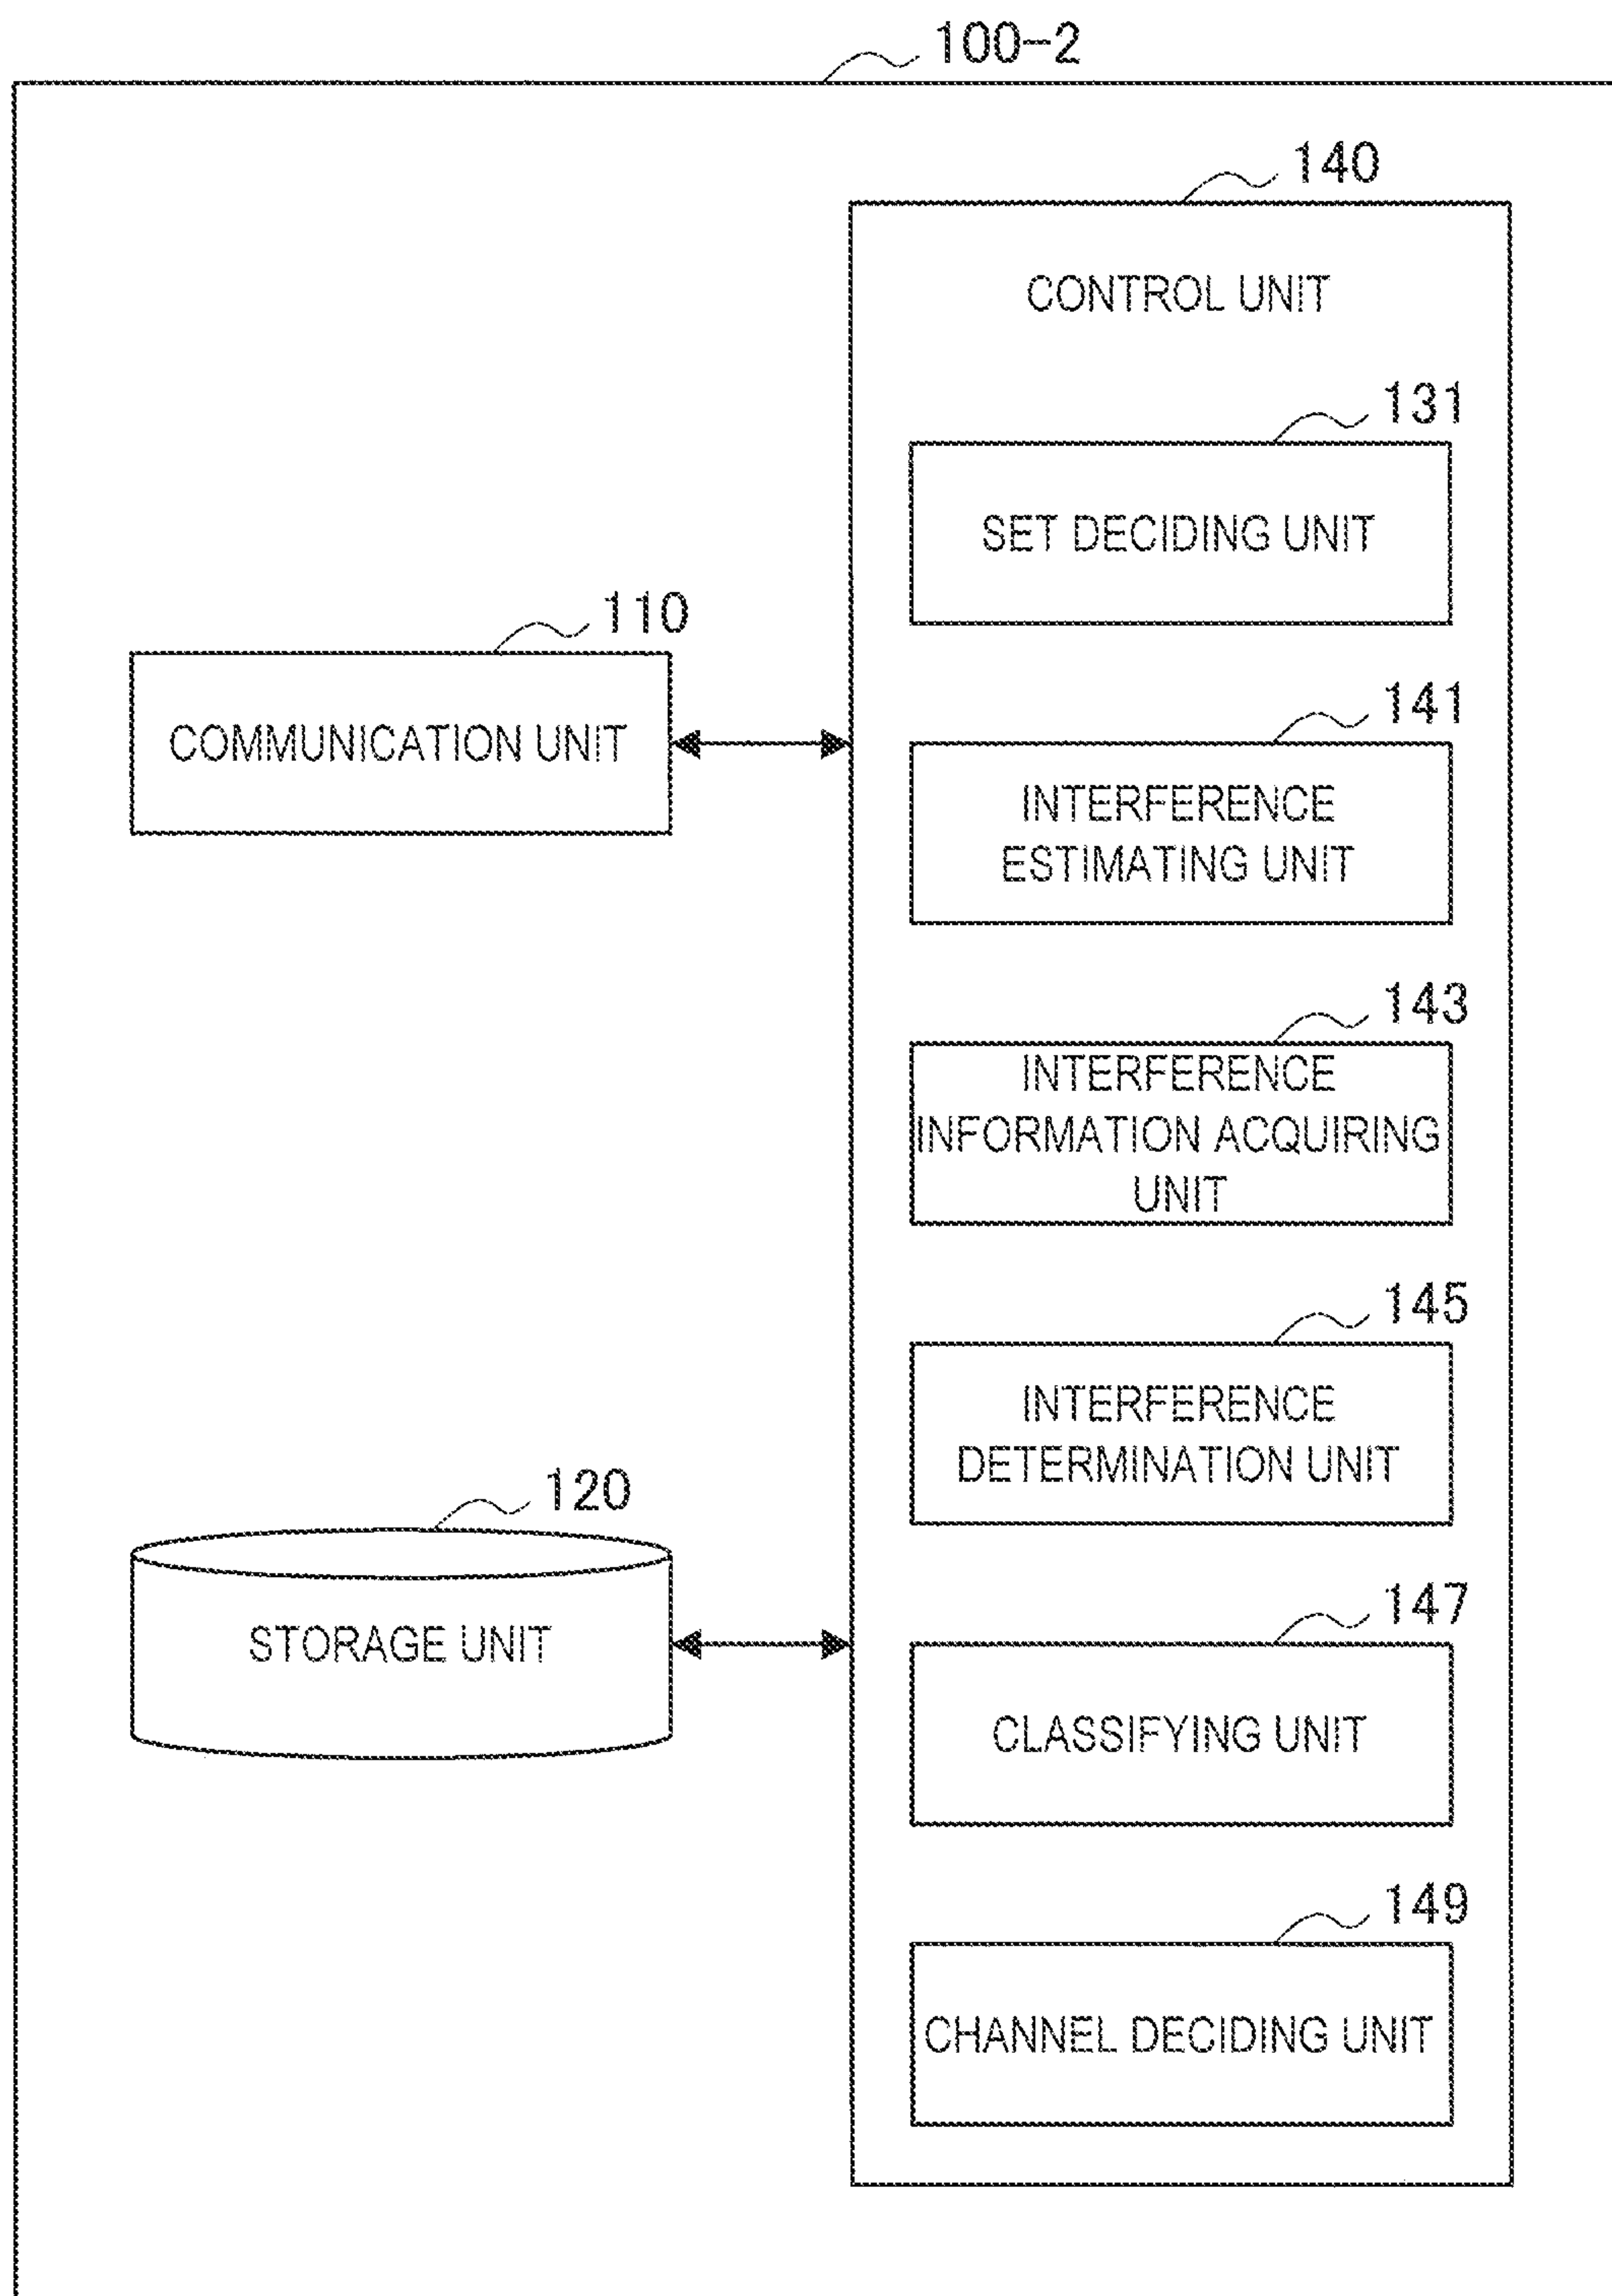 100-2
140
CONTROL UNIT
131
SET DECIDING UNIT
110
COMMUNICATION UNIT
141
INTERFERENCE
ESTIMATING UNIT
143
INTERFERENCE
INFORMATION ACQUIRING
UNIT
145
INTERFERENCE
DETERMINATION UNIT
120
STORAGE UNIT
147
CLASSIFYING UNIT
149
CHANNEL DECIDING UNIT